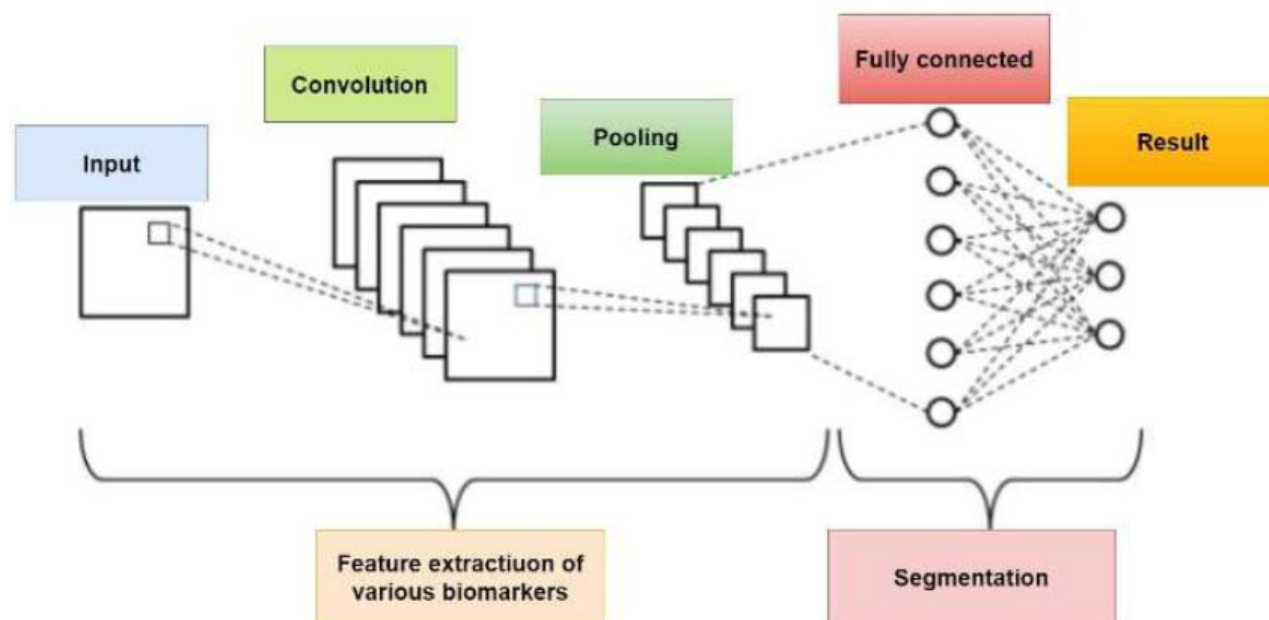 Input
Convolution
Pooling
Fully connected
Result
Feature extractiuon of
various biomarkers
Segmentation